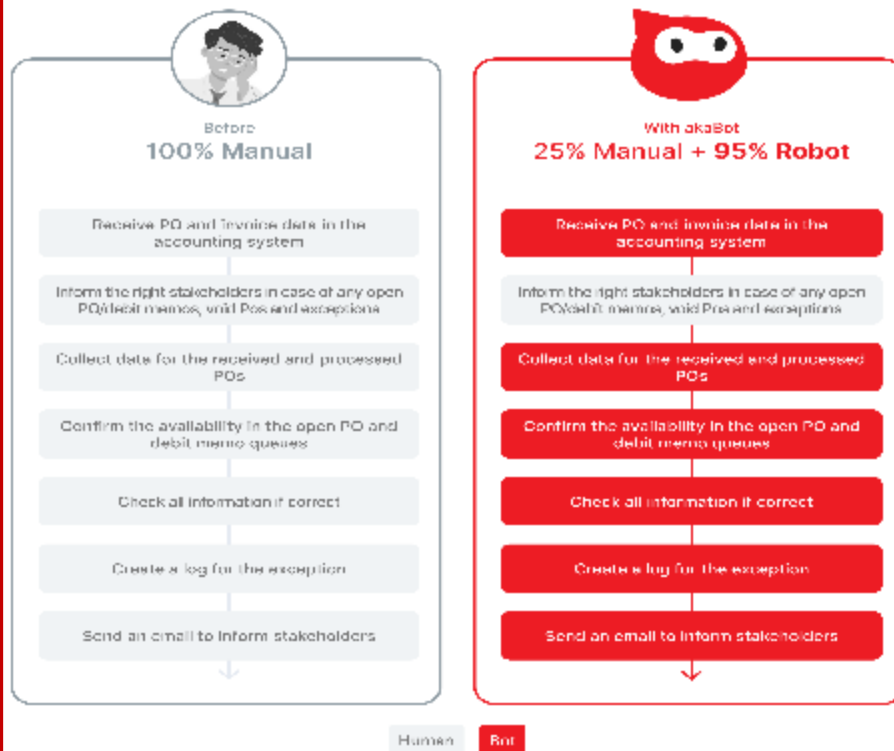 Before
100% Manual
Receive PO and invoice data in the
accounting system
Inform the right stakeholders in case of any open
PO/debit memos, void Pos and exceptions
Collect data for the received and processed
POs
Confirm the availability in the open PO and
debit memo queues
Check all information if correct
Create a log for the exception
Send an email to inform stakeholders
With akaBot
25% Manual + 95% Robot
Receive PO and invoice data in the
accounting system
Inform the right stakeholders in case of any open
PO/debit memos, void Pos and exceptions
Collect data for the received and processed
POs
Confirm the availability in the open PO and
debit memo queues
Check all information if correct
Create a log for the exception
Send an email to inform stakeholders
Human
Bot